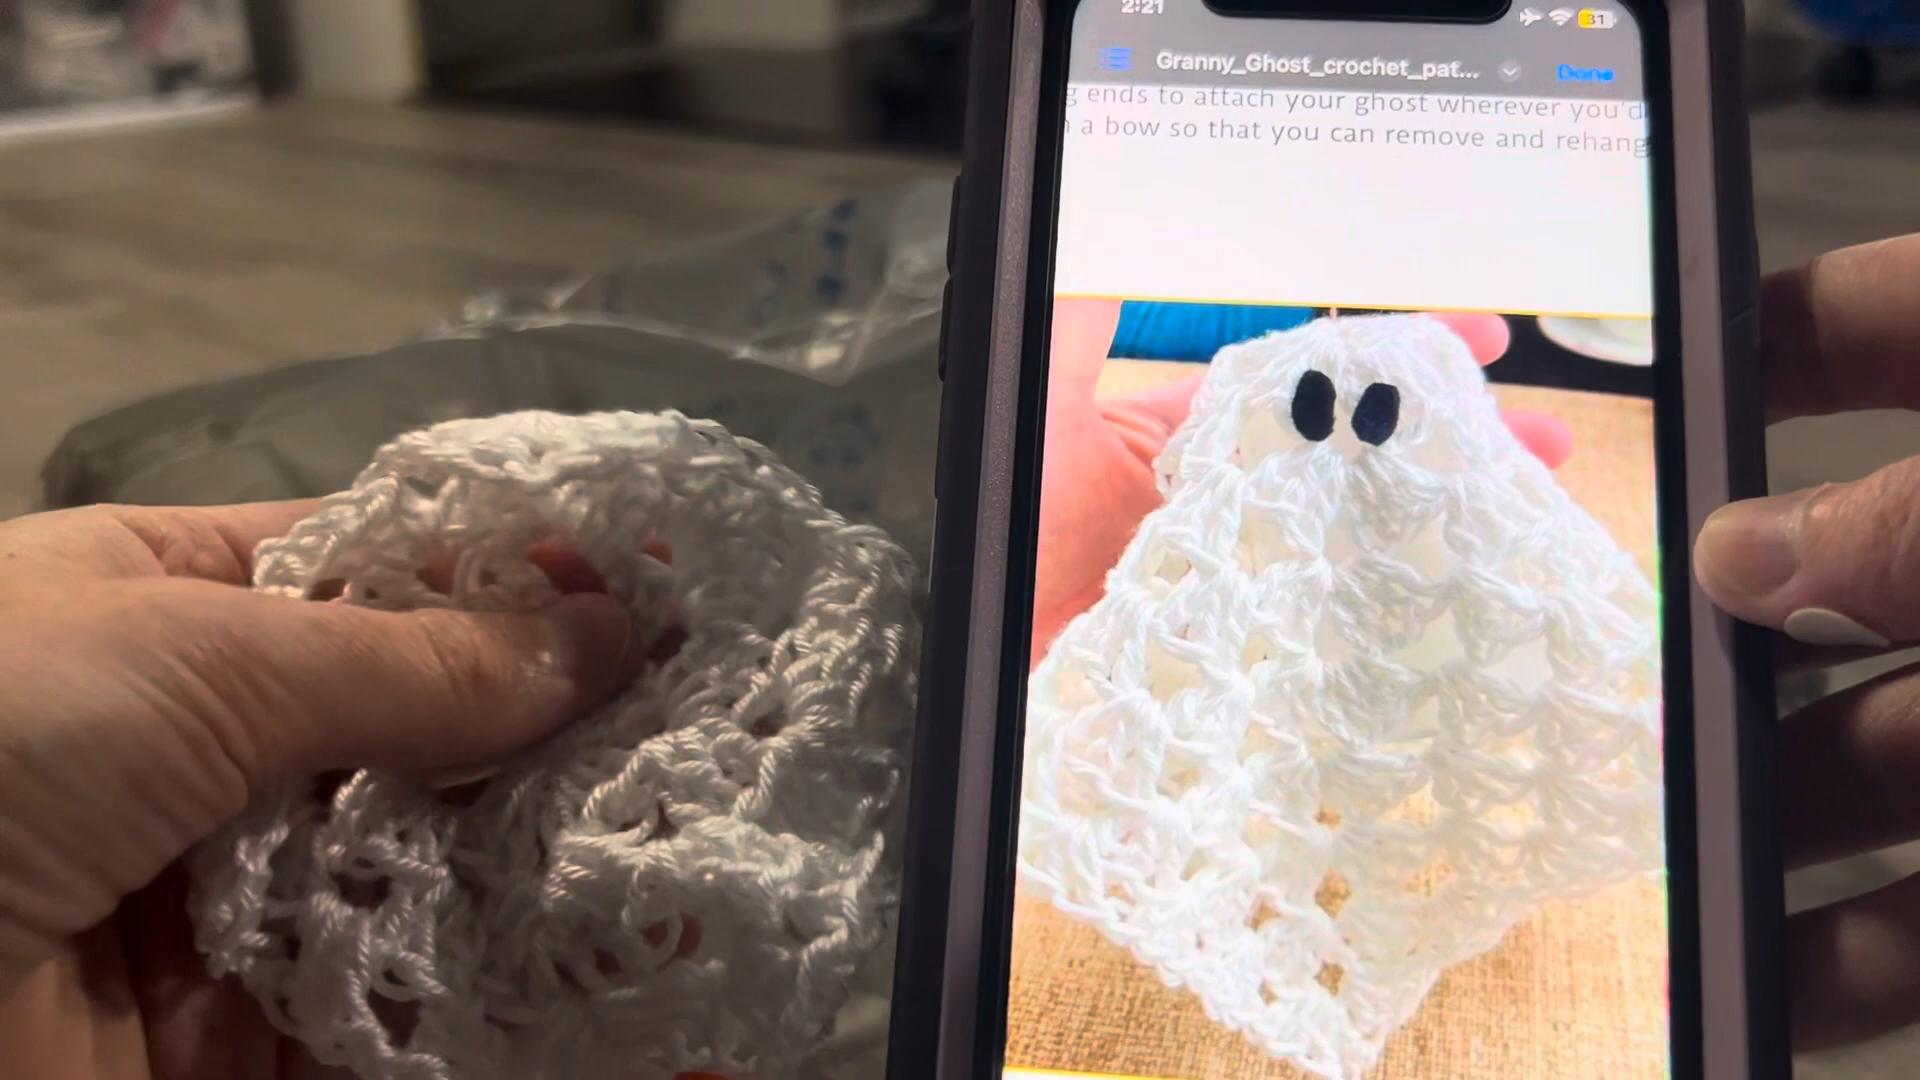 2:21
31
Granny_Ghost_crochet_pat...
Done
g ends to attach your ghost wherever you'd
a bow so that you can remove and rehang